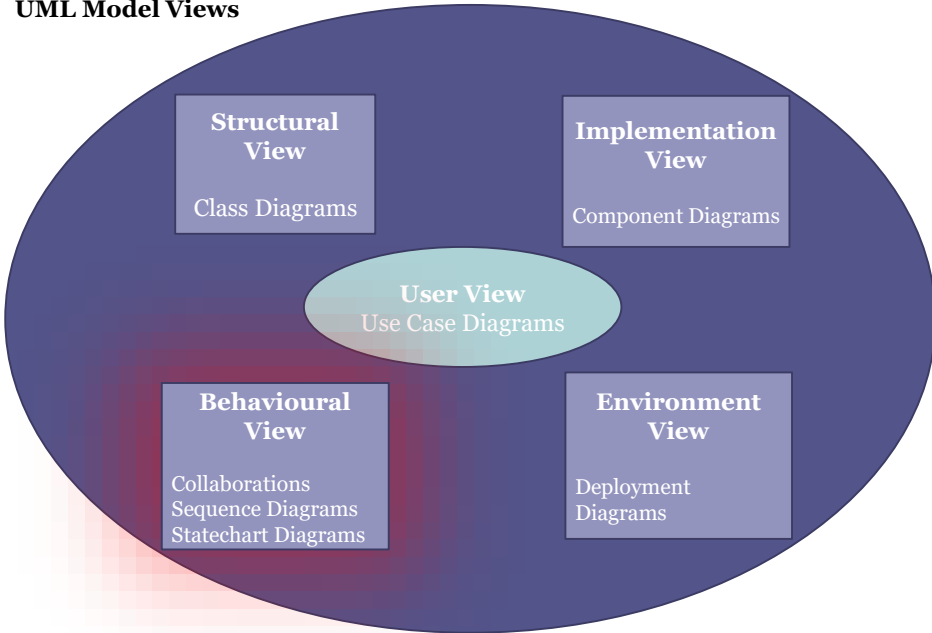 UML Model Views
Structural
View
Class Diagrams
Implementation
View
Component Diagrams
User View
Use Case Diagrams
Behavioural
View
Collaborations
Sequence Diagrams
Statechart Diagrams
Environment
View
Deployment
Diagrams